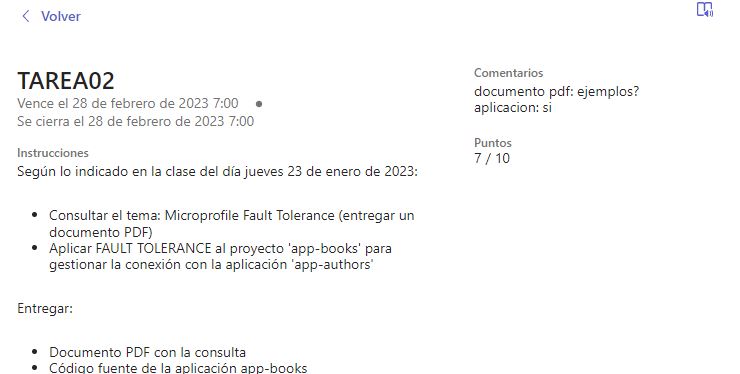 Volver
TAREA02
Vence el 28 de febrero de 2023 7:00
Se cierra el 28 de febrero de 2023 7:00
Instrucciones
Según lo indicado en la clase del día jueves 23 de enero de 2023:
• Consultar el tema: Microprofile Fault Tolerance (entregar un
documento PDF)
• Aplicar FAULT TOLERANCE al proyecto 'app-books' para
gestionar la conexión con la aplicación 'app-authors'
Entregar:
• Documento PDF con la consulta
• Código fuente de la aplicación app-books
Comentarios
documento pdf: ejemplos?
aplicacion: si
Puntos
7 / 10